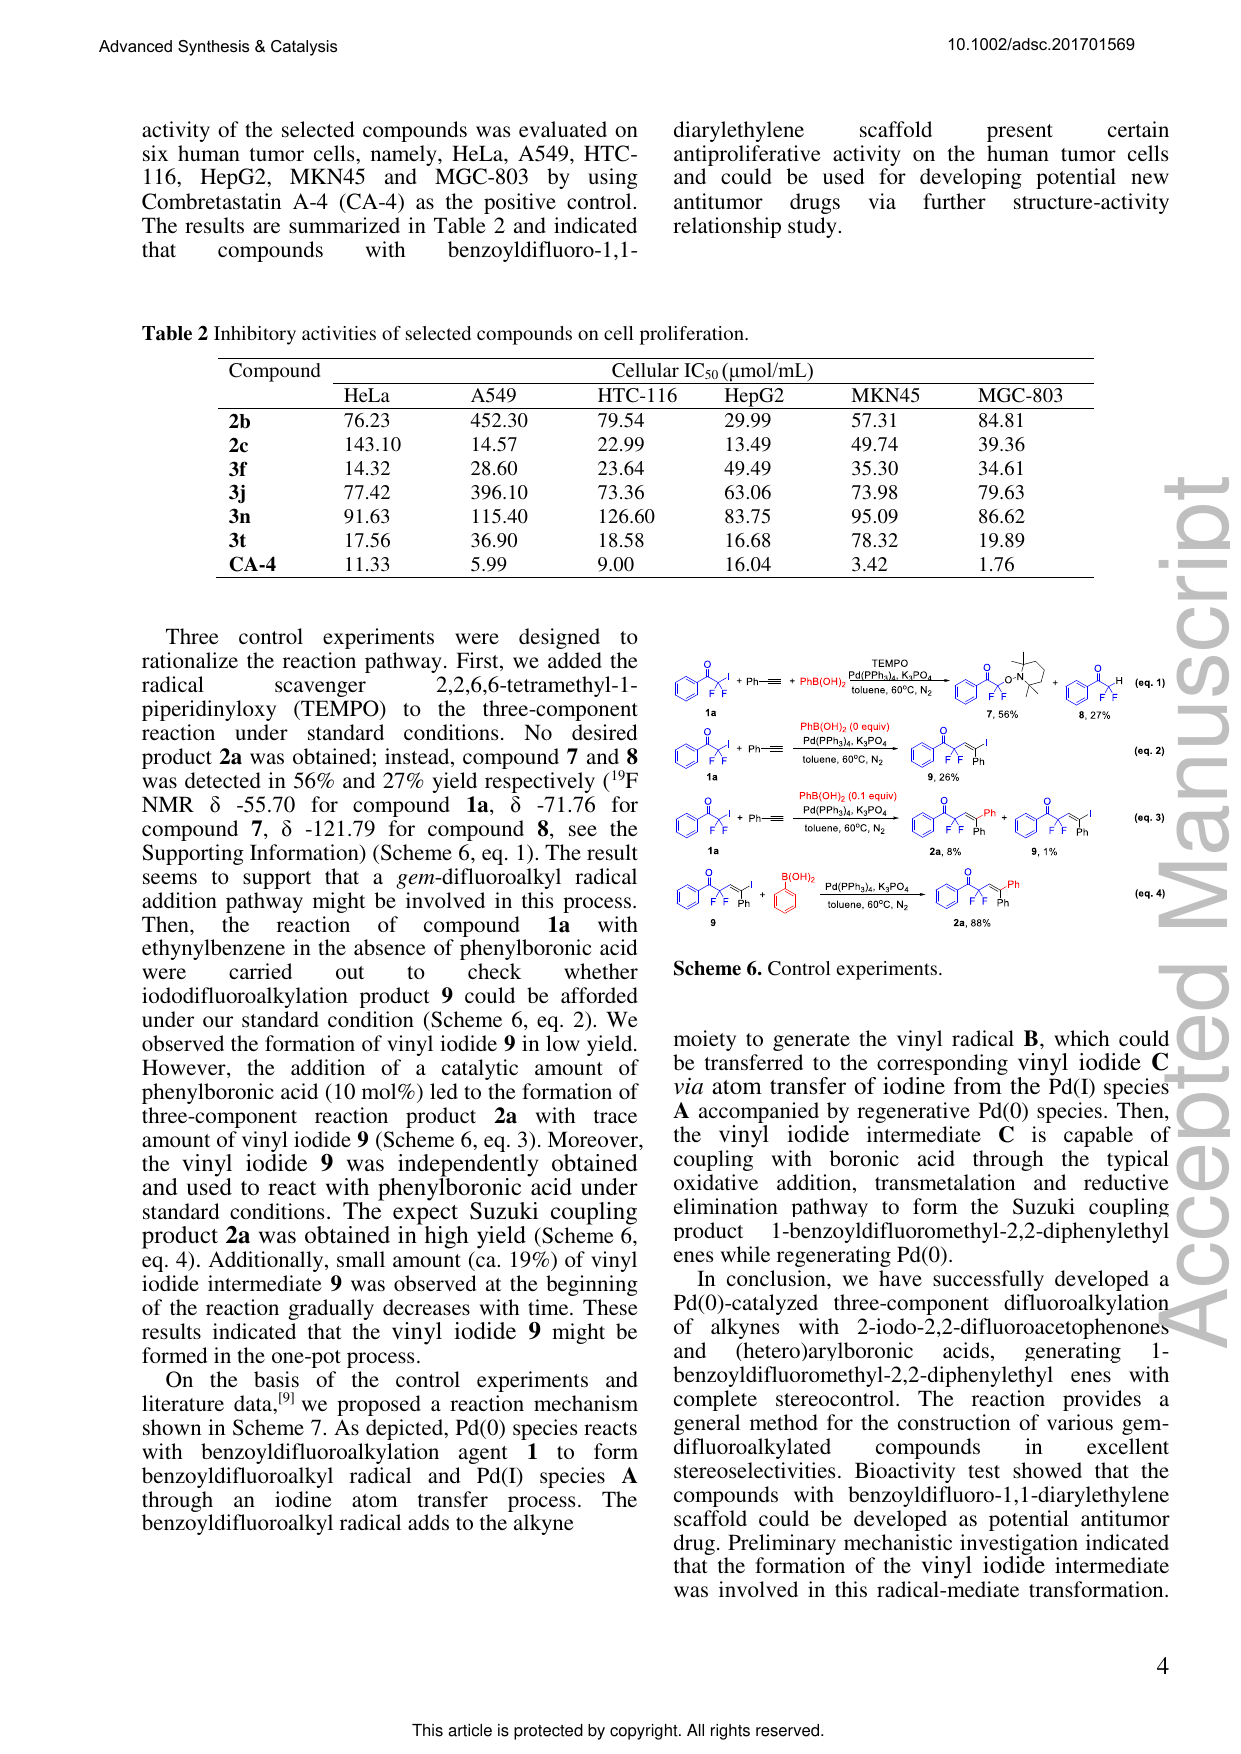 Advanced Synthesis & Catalysis
10.1002/adsc.201701569
activity of the selected compounds was evaluated on
six human tumor cells, namely, HeLa, A549, HTC-
116, HepG2, MKN45 and MGC-803 by using
Combretastatin A-4 (CA-4) as the positive control.
The results are summarized in Table 2 and indicated
that compounds with benzoyldifluoro-1,1-
diarylethylene scaffold present certain
antiproliferative activity on the human tumor cells
and could be used for developing potential new
antitumor drugs via further structure-activity
relationship study.
Table 2 Inhibitory activities of selected compounds on cell proliferation.
Compound Cellular IC50 (μmol/mL)
HeLa A549 HTC-116 HepG2 MKN45 MGC-803
2b 76.23 452.30 79.54 29.99 57.31 84.81
2c 143.10 14.57 22.99 13.49 49.74 39.36
3f 14.32 28.60 23.64 49.49 35.30 34.61
3j 77.42 396.10 73.36 63.06 73.98 79.63
3n 91.63 115.40 126.60 83.75 95.09 86.62
3t 17.56 36.90 18.58 16.68 78.32 19.89
CA-4 11.33 5.99 9.00 16.04 3.42 1.76
Three control experiments were designed to
rationalize the reaction pathway. First, we added the
radical scavenger 2,2,6,6-tetramethyl-1-
piperidinyloxy (TEMPO) to the three-component
reaction under standard conditions. No desired
product 2a was obtained; instead, compound 7 and 8
was detected in 56% and 27% yield respectively (19F
NMR δ -55.70 for compound 1a, δ -71.76 for
compound 7, δ -121.79 for compound 8, see the
Supporting Information) (Scheme 6, eq. 1). The result
seems to support that a gem-difluoroalkyl radical
addition pathway might be involved in this process.
Then, the reaction of compound 1a with
ethynylbenzene in the absence of phenylboronic acid
were carried out to check whether
iododifluoroalkylation product 9 could be afforded
under our standard condition (Scheme 6, eq. 2). We
observed the formation of vinyl iodide 9 in low yield.
However, the addition of a catalytic amount of
phenylboronic acid (10 mol%) led to the formation of
three-component reaction product 2a with trace
amount of vinyl iodide 9 (Scheme 6, eq. 3). Moreover,
the vinyl iodide 9 was independently obtained
and used to react with phenylboronic acid under
standard conditions. The expect Suzuki coupling
product 2a was obtained in high yield (Scheme 6,
eq. 4). Additionally, small amount (ca. 19%) of vinyl
iodide intermediate 9 was observed at the beginning
of the reaction gradually decreases with time. These
results indicated that the vinyl iodide 9 might be
formed in the one-pot process.
On the basis of the control experiments and
literature data,[9] we proposed a reaction mechanism
shown in Scheme 7. As depicted, Pd(0) species reacts
with benzoyldifluoroalkylation agent 1 to form
benzoyldifluoroalkyl radical and Pd(I) species A
through an iodine atom transfer process. The
benzoyldifluoroalkyl radical adds to the alkyne
O I F F + Ph + PhB(OH)2 TEMPO Pd(PPh3)4, K3PO4 toluene, 60°C, N2 O O N F F + O H F F (eq. 1)
1a 7, 56% 8, 27%
O I F F + Ph PhB(OH)2 (0 equiv) Pd(PPh3)4, K3PO4 toluene, 60°C, N2 O I F F Ph (eq. 2)
1a 9, 26%
O I F F + Ph PhB(OH)2 (0.1 equiv) Pd(PPh3)4, K3PO4 toluene, 60°C, N2 O Ph F F Ph + O I F F Ph (eq. 3)
1a 2a, 8% 9, 1%
O I F F Ph + B(OH)2 Pd(PPh3)4, K3PO4 toluene, 60°C, N2 O Ph F F Ph (eq. 4)
9 2a, 88%
Scheme 6. Control experiments.
moiety to generate the vinyl radical B, which could
be transferred to the corresponding vinyl iodide C
via atom transfer of iodine from the Pd(I) species
A accompanied by regenerative Pd(0) species. Then,
the vinyl iodide intermediate C is capable of
coupling with boronic acid through the typical
oxidative addition, transmetalation and reductive
elimination pathway to form the Suzuki coupling
product 1-benzoyldifluoromethyl-2,2-diphenylethyl
enes while regenerating Pd(0).
In conclusion, we have successfully developed a
Pd(0)-catalyzed three-component difluoroalkylation
of alkynes with 2-iodo-2,2-difluoroacetophenones
and (hetero)arylboronic acids, generating 1-
benzoyldifluoromethyl-2,2-diphenylethyl enes with
complete stereocontrol. The reaction provides a
general method for the construction of various gem-
difluoroalkylated compounds in excellent
stereoselectivities. Bioactivity test showed that the
compounds with benzoyldifluoro-1,1-diarylethylene
scaffold could be developed as potential antitumor
drug. Preliminary mechanistic investigation indicated
that the formation of the vinyl iodide intermediate
was involved in this radical-mediate transformation.
Accepted Manuscript
4
This article is protected by copyright. All rights reserved.